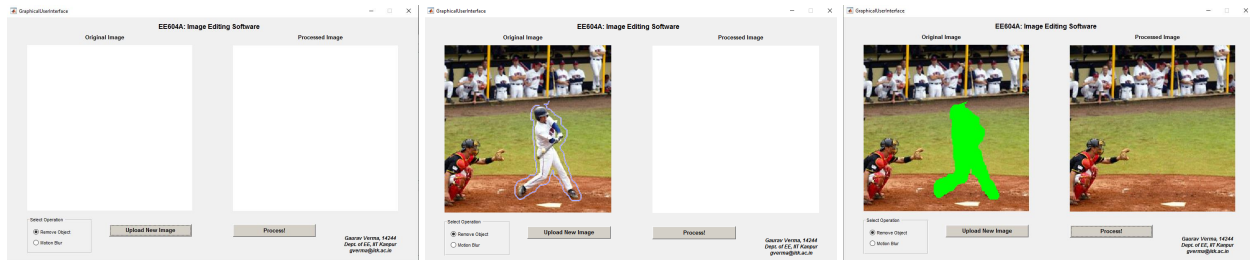 GraphicalUserInterface
EE604A: Image Editing Software
Original Image
Processed Image
Select Operation
Remove Object
Motion Blur
Upload New Image
Process!
Gaurav Verma, 14244
Dept. of EE, IIT Kanpur
gverma@iitk.ac.in
GraphicalUserInterface
EE604A: Image Editing Software
Original Image
Processed Image
Select Operation
Remove Object
Motion Blur
Upload New Image
Process!
Gaurav Verma, 14244
Dept. of EE, IIT Kanpur
gverma@iitk.ac.in
GraphicalUserInterface
EE604A: Image Editing Software
Original Image
Processed Image
Select Operation
Remove Object
Motion Blur
Upload New Image
Process!
Gaurav Verma, 14244
Dept. of EE, IIT Kanpur
gverma@iitk.ac.in